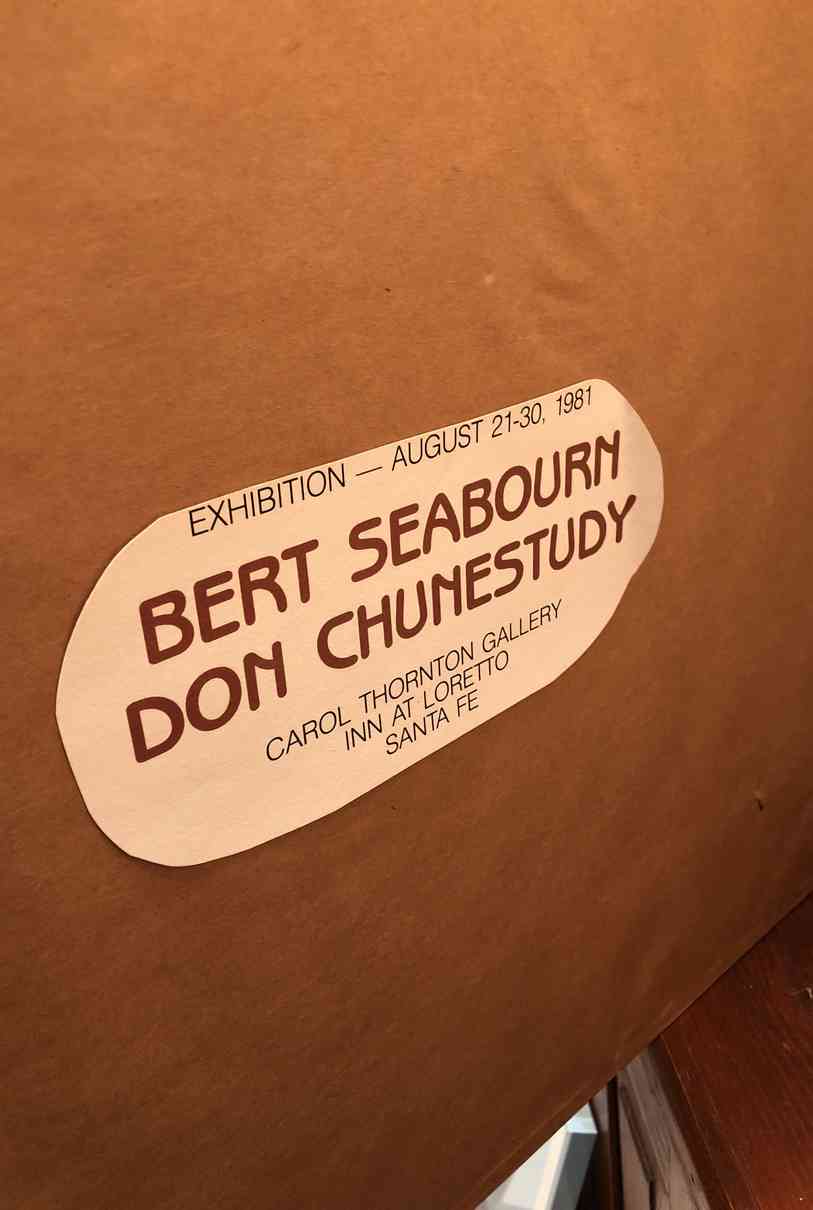 EXHIBITION — AUGUST 21-30, 1981
BERT SEABOURN
DON CHUNESTUDY
CAROL THORNTON GALLERY
INN AT LORETTO
SANTA FE